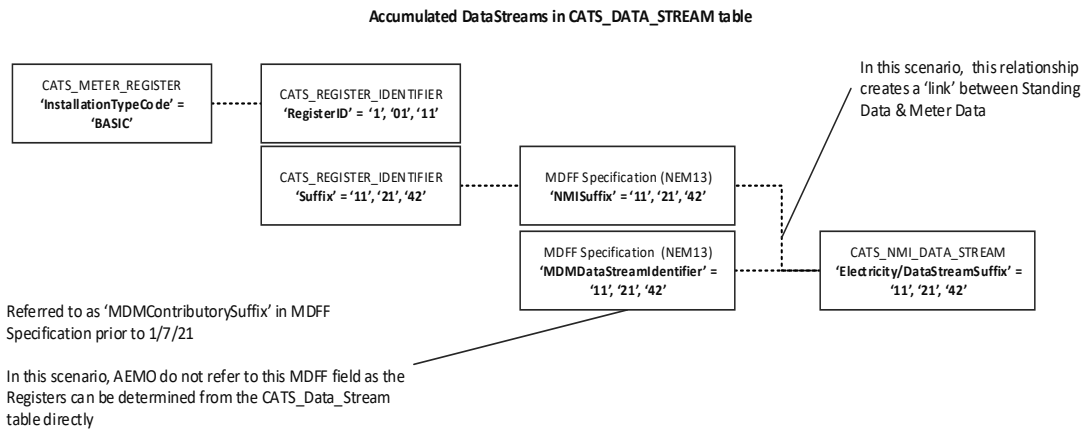 Accumulated DataStreams in CATS_DATA_STREAM table
CATS_METER_REGISTER
‘InstallationTypeCode’ =
‘BASIC’
CATS_REGISTER_IDENTIFIER
‘RegisterID’ = ‘1’, ‘01’, ‘11’
In this scenario, this relationship
creates a ‘link’ between Standing
Data & Meter Data
CATS_REGISTER_IDENTIFIER
‘Suffix’ = ‘11’, ‘21’, ‘42’
MDFF Specification (NEM13)
‘NMISuffix’ = ‘11’, ‘21’, ‘42’
MDFF Specification (NEM13)
‘MDMDataStreamIdentifier’ =
‘11’, ‘21’, ‘42’
CATS_NMI_DATA_STREAM
‘Electricity/DataStreamSuffix’ =
‘11’, ‘21’, ‘42’
Referred to as ‘MDMContributorySuffix’ in MDFF
Specification prior to 1/7/21
In this scenario, AEMO do not refer to this MDFF field as the
Registers can be determined from the CATS_Data_Stream
table directly